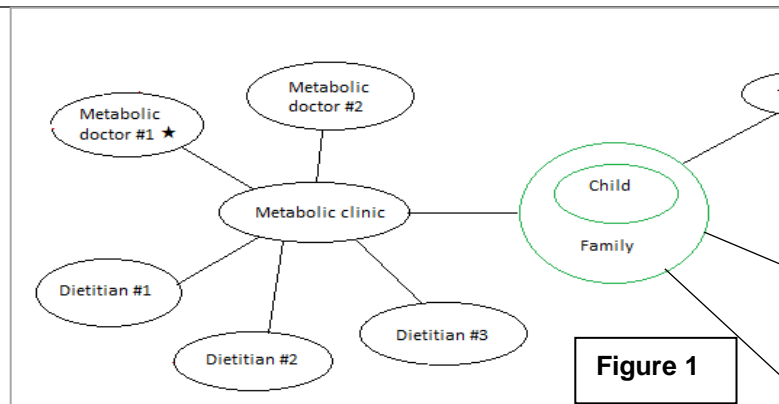 Metabolic
doctor #2
Metabolic
doctor #1 ★
Child
Metabolic clinic
Family
Dietitian #1
Dietitian #3
Dietitian #2
Figure 1